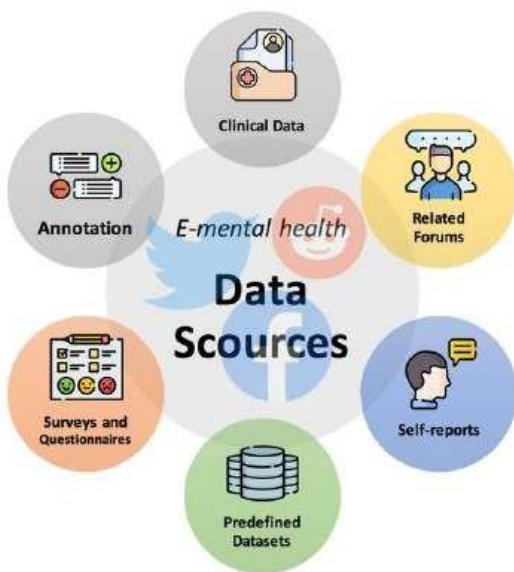 Clinical Data
Annotation
Related
Forums
E-mental health
Data
Scources
Surveys and
Questionnaires
Self-reports
Predefined
Datasets